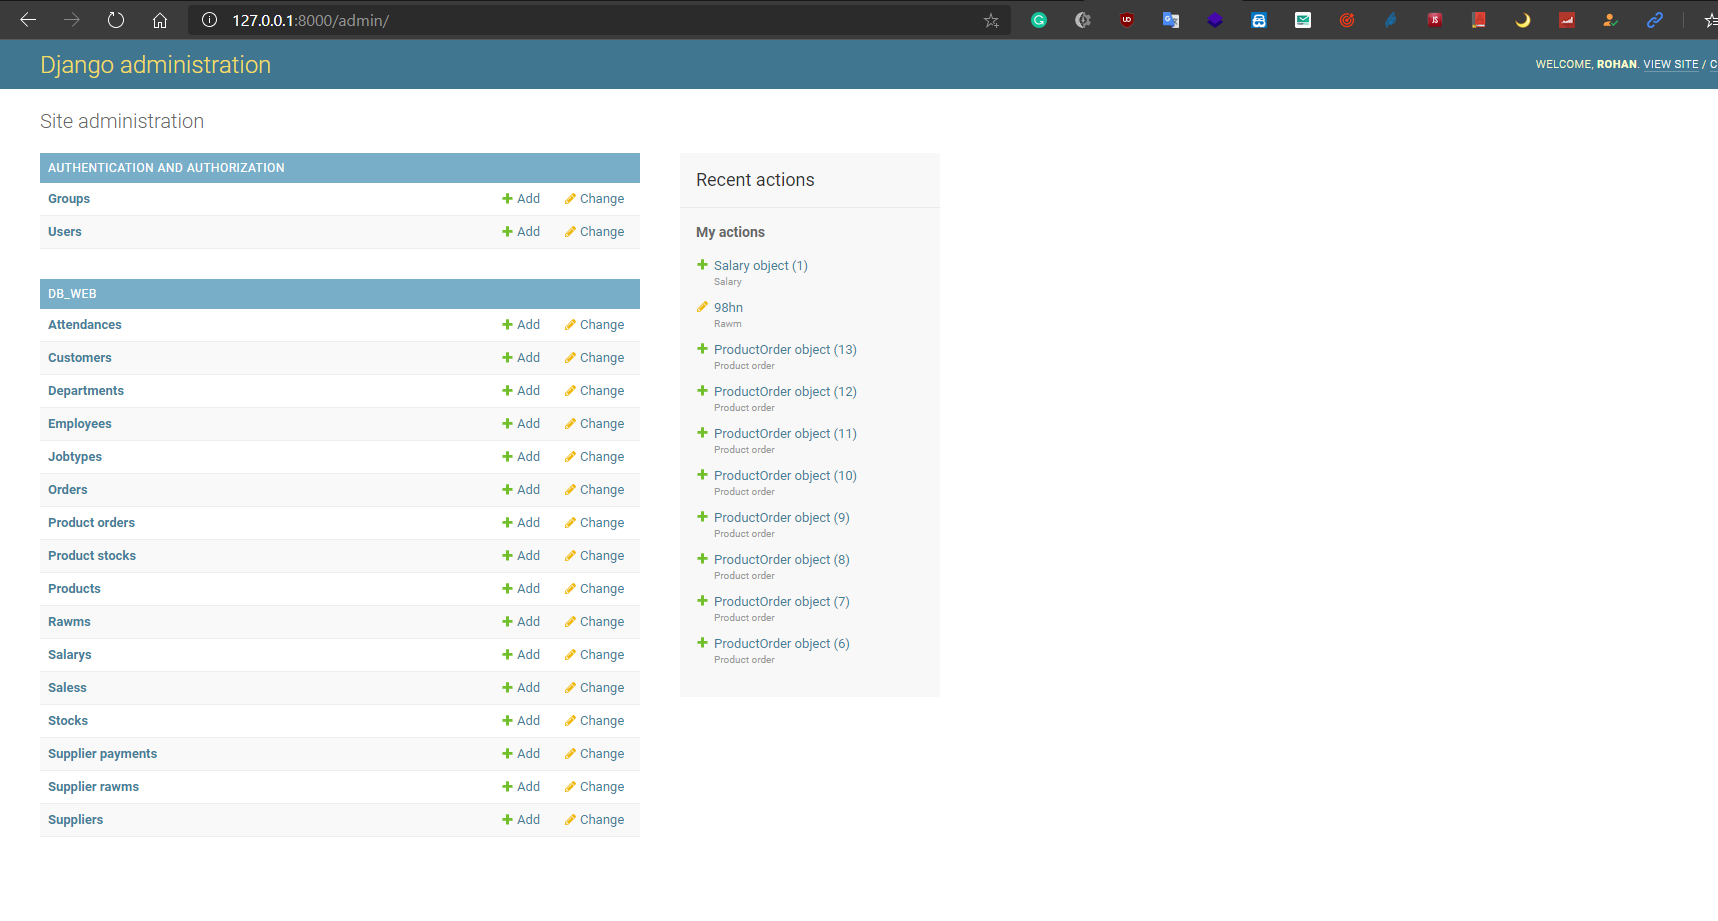 127.0.0.1:8000/admin/
Django administration
WELCOME, ROHAN. VIEW SITE / C
Site administration
AUTHENTICATION AND AUTHORIZATION
Groups Add Change
Users Add Change
DB_WEB
Attendances Add Change
Customers Add Change
Departments Add Change
Employees Add Change
Jobtypes Add Change
Orders Add Change
Product orders Add Change
Product stocks Add Change
Products Add Change
Rawms Add Change
Salarys Add Change
Saless Add Change
Stocks Add Change
Supplier payments Add Change
Supplier rawms Add Change
Suppliers Add Change
Recent actions
My actions
Salary object (1)
Salary
98hn
Rawm
ProductOrder object (13)
Product order
ProductOrder object (12)
Product order
ProductOrder object (11)
Product order
ProductOrder object (10)
Product order
ProductOrder object (9)
Product order
ProductOrder object (8)
Product order
ProductOrder object (7)
Product order
ProductOrder object (6)
Product order